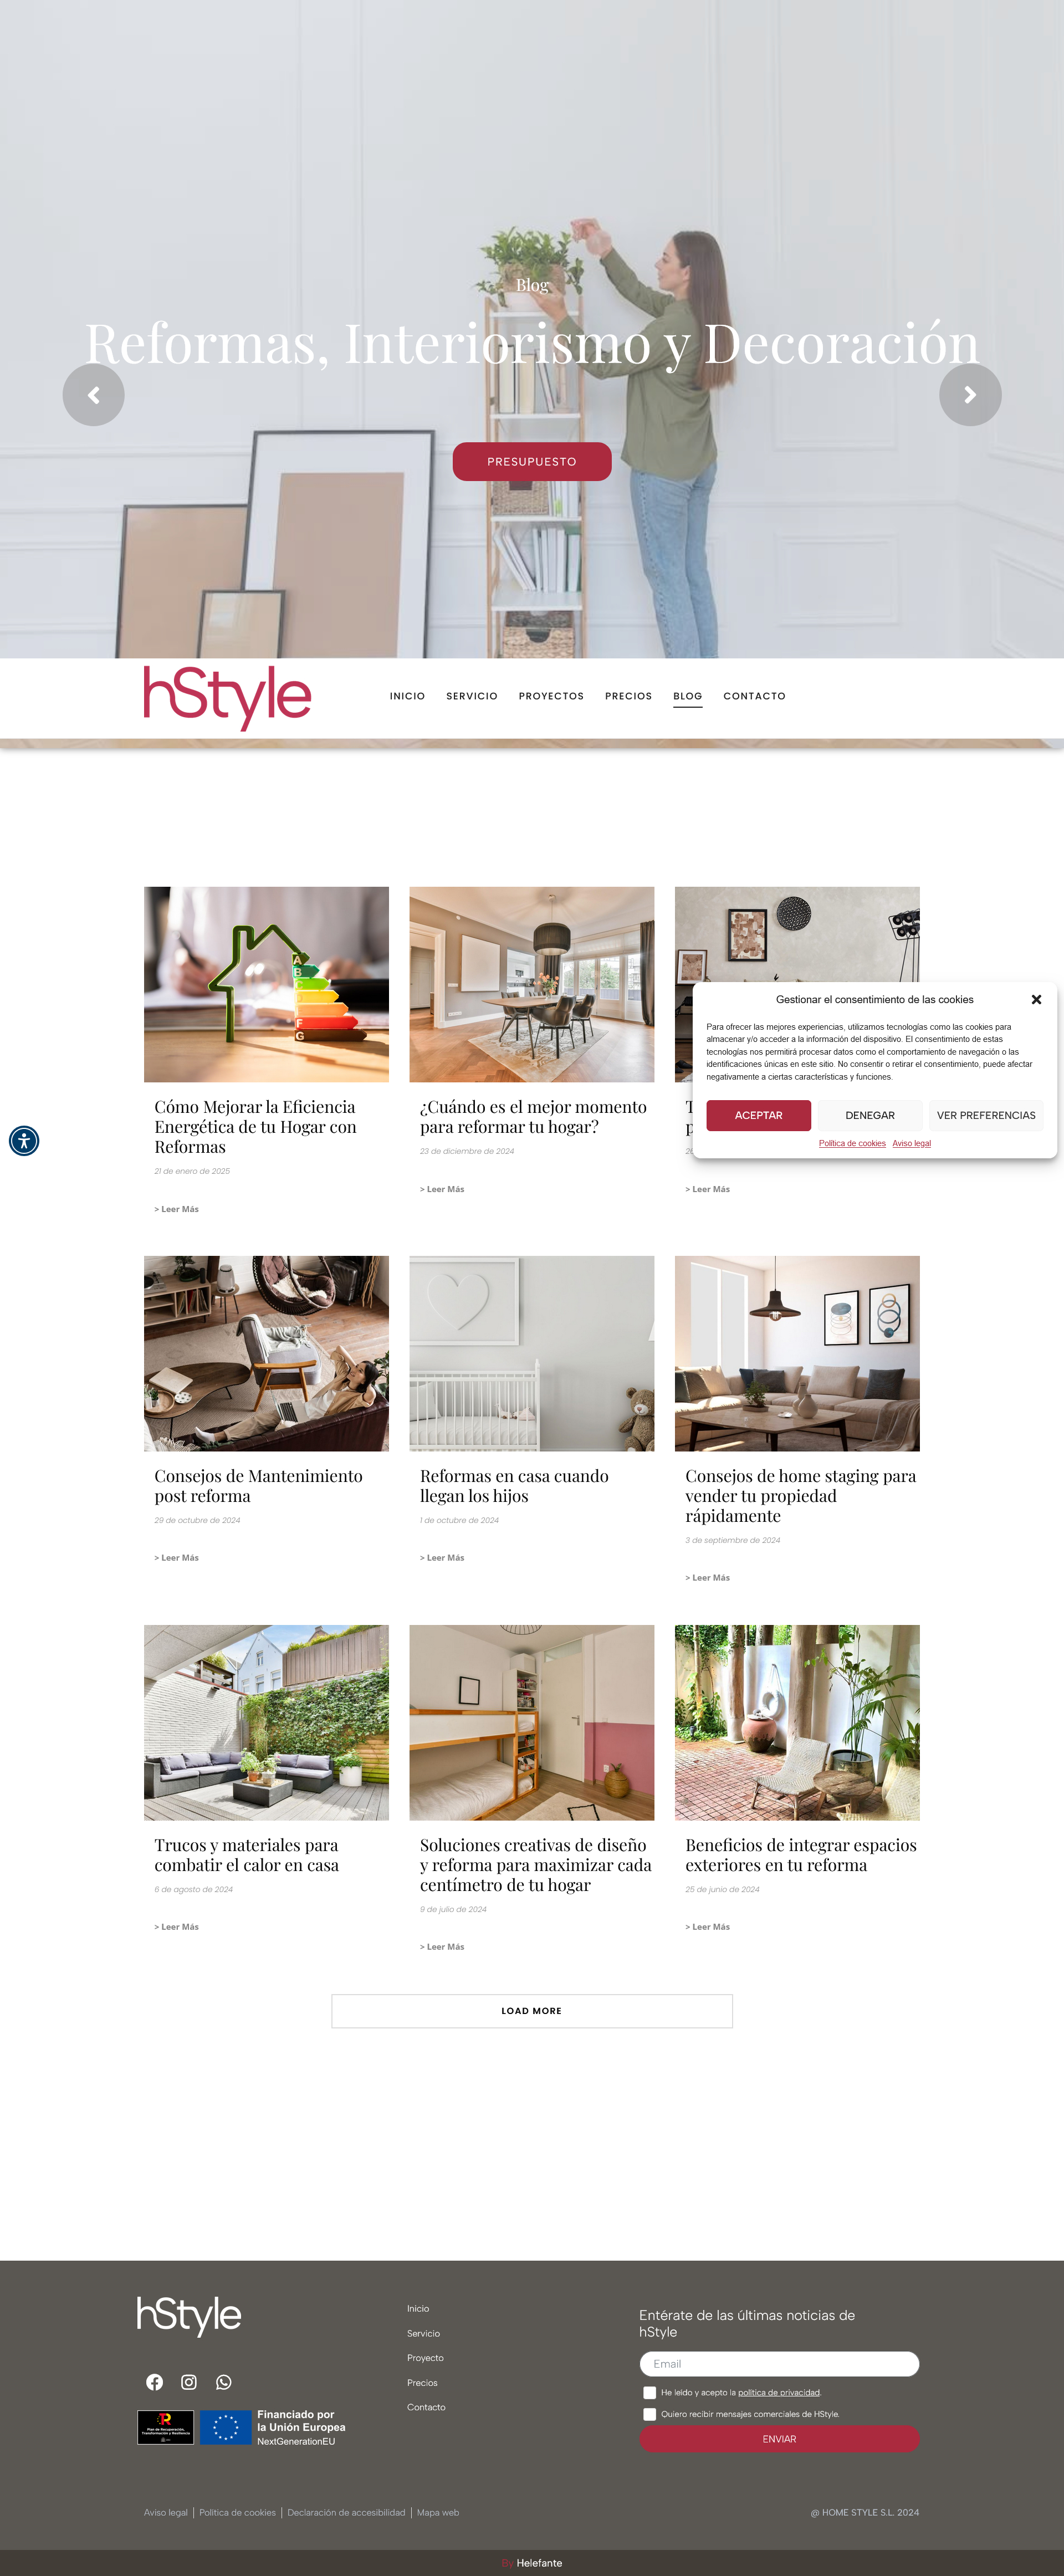 Blog
Reformas, Interiorismo y Decoración
PRESUPUESTO
hStyle
INICIO SERVICIO PROYECTOS PRECIOS BLOG CONTACTO
A
B
C
F
G
Cómo Mejorar la Eficiencia
Energética de tu Hogar con
Reformas
21 de enero de 2025
> Leer Más
¿Cuándo es el mejor momento
para reformar tu hogar?
23 de diciembre de 2024
> Leer Más
> Leer Más
Gestionar el consentimiento de las cookies
Para ofrecer las mejores experiencias, utilizamos tecnologías como las cookies para
almacenar y/o acceder a la información del dispositivo. El consentimiento de estas
tecnologías nos permitirá procesar datos como el comportamiento de navegación o las
identificaciones únicas en este sitio. No consentir o retirar el consentimiento, puede afectar
negativamente a ciertas características y funciones.
ACEPTAR DENEGAR VER PREFERENCIAS
Política de cookies Aviso legal
Consejos de Mantenimiento
post reforma
29 de octubre de 2024
> Leer Más
Reformas en casa cuando
llegan los hijos
1 de octubre de 2024
> Leer Más
Consejos de home staging para
vender tu propiedad
rápidamente
3 de septiembre de 2024
> Leer Más
Trucos y materiales para
combatir el calor en casa
6 de agosto de 2024
> Leer Más
Soluciones creativas de diseño
y reforma para maximizar cada
centímetro de tu hogar
9 de julio de 2024
> Leer Más
Beneficios de integrar espacios
exteriores en tu reforma
25 de junio de 2024
> Leer Más
LOAD MORE
hStyle
Plan de Recuperación,
Transformación y Resiliencia
Financiado por
la Unión Europea
NextGenerationEU
Inicio
Servicio
Proyecto
Precios
Contacto
Entérate de las últimas noticias de
hStyle
Email
He leído y acepto la política de privacidad.
Quiero recibir mensajes comerciales de HStyle.
ENVIAR
Aviso legal Política de cookies Declaración de accesibilidad Mapa web
@ HOME STYLE S.L. 2024
By Helefante